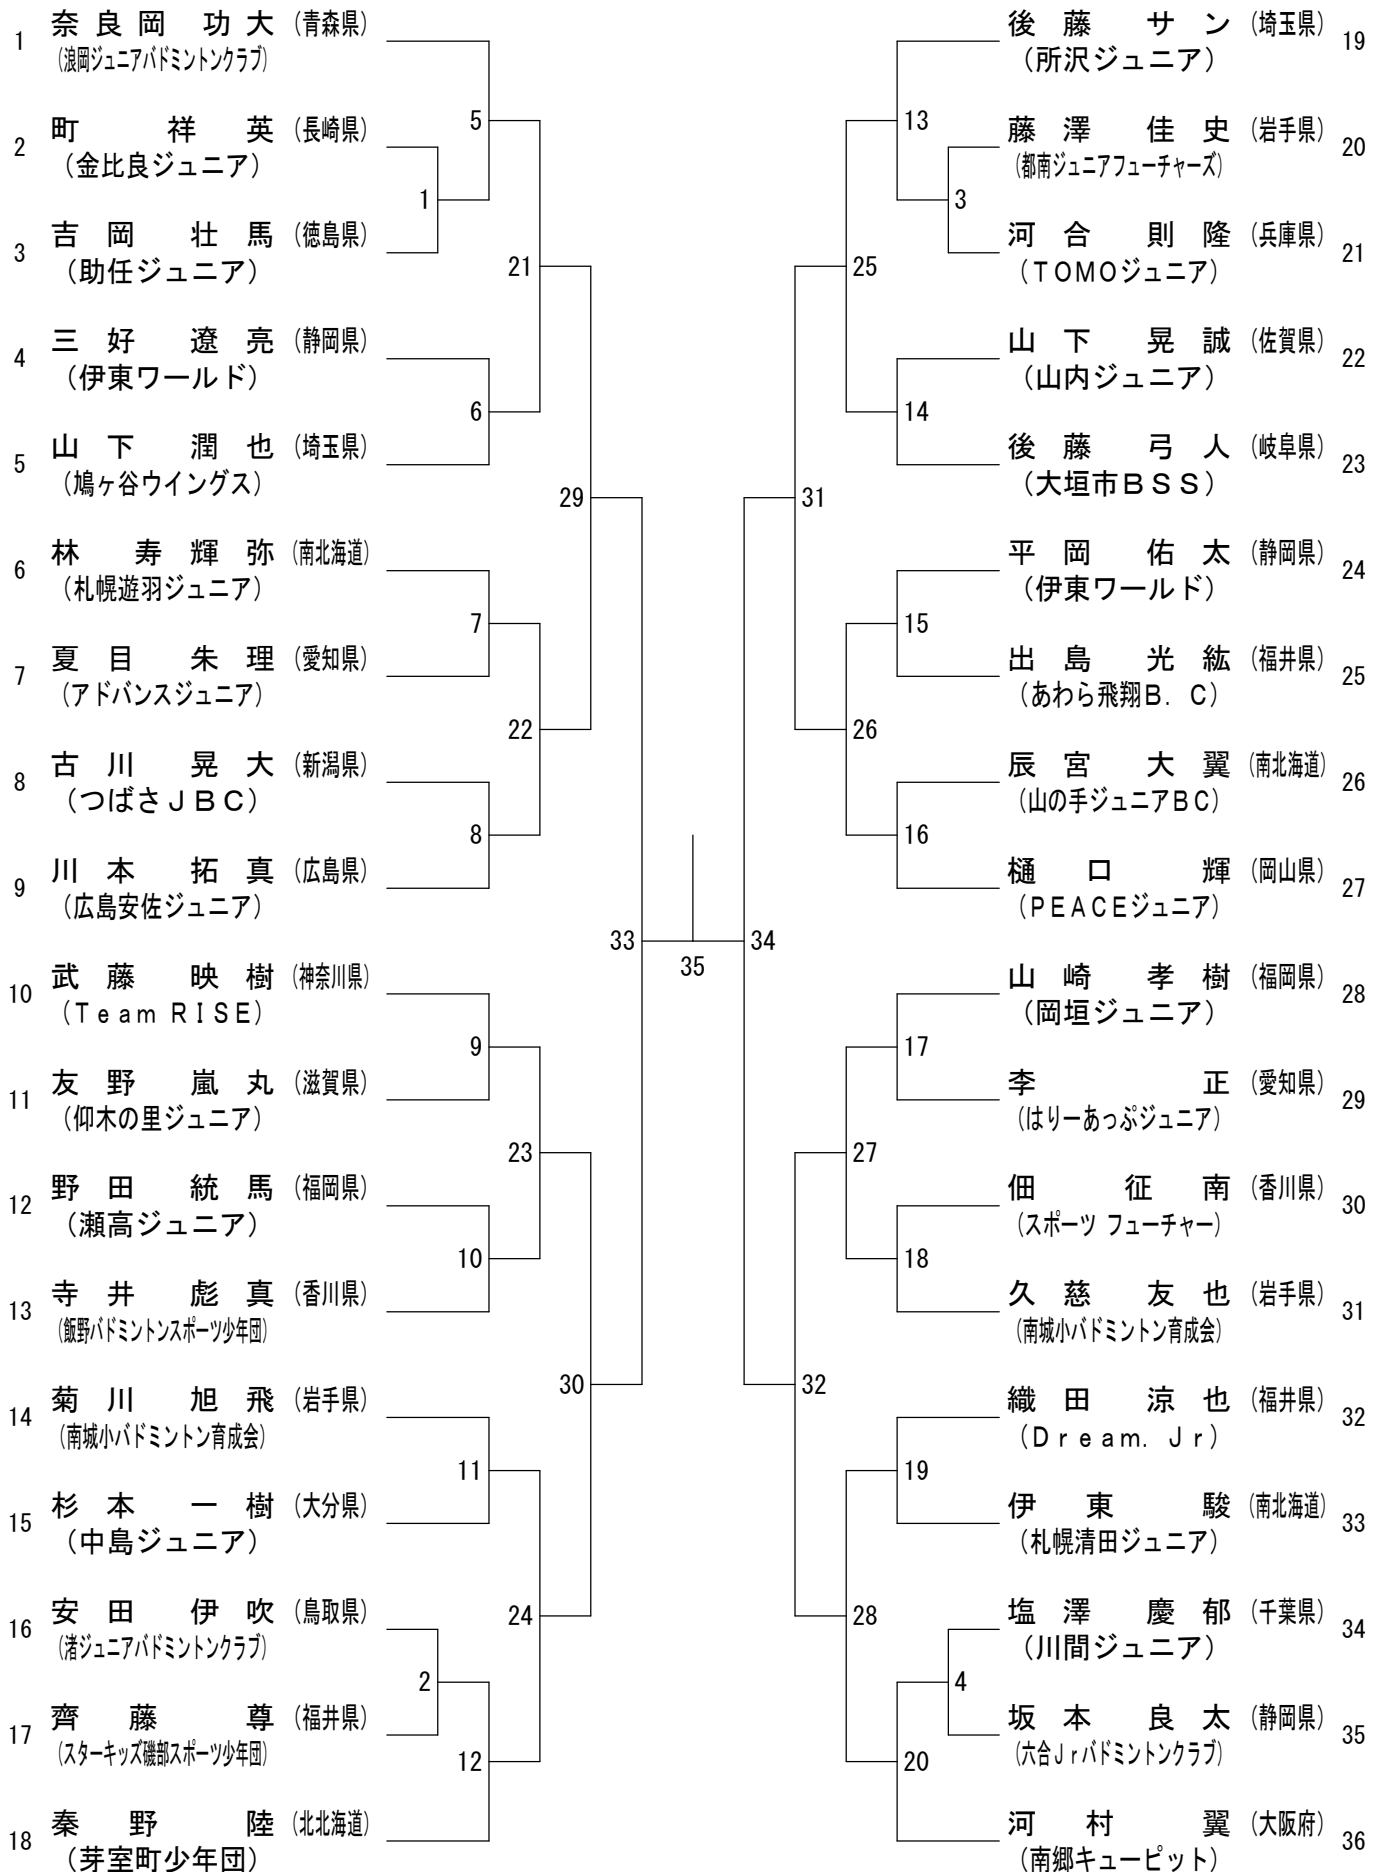 1 奈良岡 功大 (青森県)
(浪岡ジュニアバドミントンクラブ)
2 町 祥英 (長崎県)
(金比良ジュニア)
3 吉岡 壮馬 (徳島県)
(助任ジュニア)
4 三好 遼亮 (静岡県)
(伊東ワールド)
5 山下 潤也 (埼玉県)
(鳩ヶ谷ウイングス)
6 林 寿輝弥 (南北海道)
(札幌遊羽ジュニア)
7 夏目 朱理 (愛知県)
(アドバンスジュニア)
8 古川 晃大 (新潟県)
(つばさJBC)
9 川本 拓真 (広島県)
(広島安佐ジュニア)
10 武藤 映樹 (神奈川県)
(Team RISE)
11 友野 嵐丸 (滋賀県)
(仰木の里ジュニア)
12 野田 統馬 (福岡県)
(瀬高ジュニア)
13 寺井 彪真 (香川県)
(飯野バドミントンスポーツ少年団)
14 菊川 旭飛 (岩手県)
(南城小バドミントン育成会)
15 杉本 一樹 (大分県)
(中島ジュニア)
16 安田 伊吹 (鳥取県)
(渚ジュニアバドミントンクラブ)
17 齊藤 尊 (福井県)
(スターキッズ磯部スポーツ少年団)
18 秦野 陸 (北北海道)
(芽室町少年団)
1
2
5
6
7
8
9
10
11
12
21
22
23
24
29
30
33
35
34
31
32
25
26
27
28
13
14
15
16
17
18
19
20
3
4
後藤 サン (埼玉県) 19
(所沢ジュニア)
藤澤 佳史 (岩手県) 20
(都南ジュニアフューチャーズ)
河合 則隆 (兵庫県) 21
(TOMOジュニア)
山下 晃誠 (佐賀県) 22
(山内ジュニア)
後藤 弓人 (岐阜県) 23
(大垣市BSS)
平岡 佑太 (静岡県) 24
(伊東ワールド)
出島 光紘 (福井県) 25
(あわら飛翔B. C)
辰宮 大翼 (南北海道) 26
(山の手ジュニアBC)
樋口 輝 (岡山県) 27
(PEACEジュニア)
山崎 孝樹 (福岡県) 28
(岡垣ジュニア)
李 正 (愛知県) 29
(はりーあっぷジュニア)
佃 征南 (香川県) 30
(スポーツ フューチャー)
久慈 友也 (岩手県) 31
(南城小バドミントン育成会)
織田 涼也 (福井県) 32
(Dream. Jr)
伊東 駿 (南北海道) 33
(札幌清田ジュニア)
塩澤 慶郁 (千葉県) 34
(川間ジュニア)
坂本 良太 (静岡県) 35
(六合Jrバドミントンクラブ)
河村 翼 (大阪府) 36
(南郷キューピット)